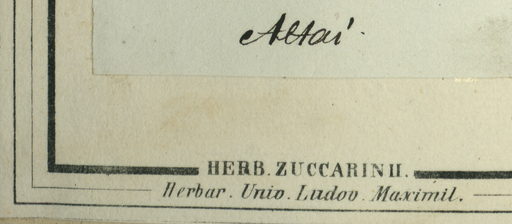 Altai.
HERB. ZUCCARINII.
Herbar. Univ. Ludov. Maximil.